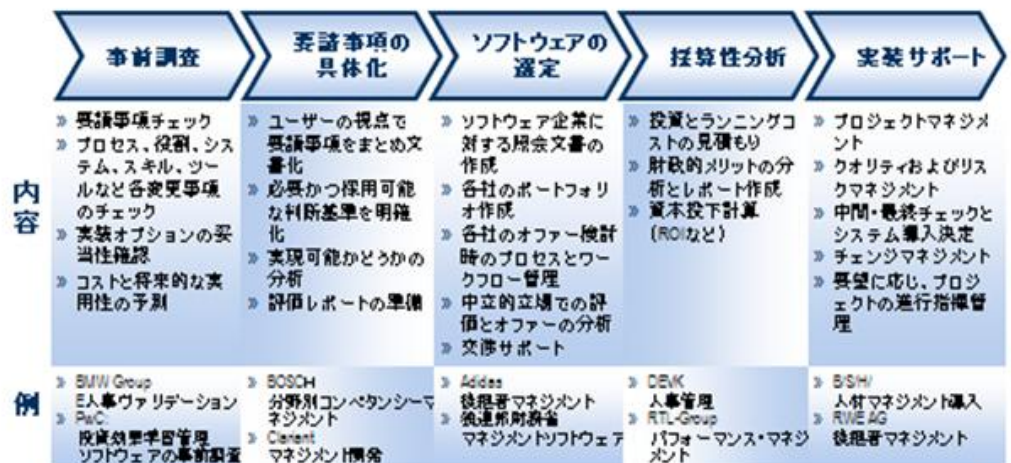 事前調査
要請事項の
具体化
ソフトウェアの
選定
採算性分析
実装サポート
内容
» 要請事項チェック
» プロセス、役割、シス
テム、スキル、ツー
ルなど各変更事項
のチェック
» 実装オプションの妥
当性確認
» コストと将来的な実
用性の予測
» ユーザーの視点で
要請事項をまとめ文
書化
» 必要かつ採用可能
な判断基準を明確
化
» 実現可能かどうかの
分析
» 評価レポートの準備
» ソフトウェア企業に
対する照会文書の
作成
» 各社のポートフォリ
オ作成
» 各社のオファー検討
時のプロセスとワー
クフロー管理
» 中立的立場での評
価とオファーの分析
» 交渉サポート
» 投資とランニングコ
ストの見積もり
» 財政的メリットの分
析とレポート作成
» 資本投下計算
(ROIなど)
» プロジェクトマネジメ
ント
» クオリティおよびリス
クマネジメント
» 中間・最終チェックと
システム導入決定
» チェンジマネジメント
» 要望に応じ、プロジ
ェクトの進行指揮管
理
例
» BMW Group
E人事ヴァリデーション
» PwC:
投資効果学習管理
ソフトウェアの事前調査
» BOSCH
分野別コンペタンシーマ
ネジメント
» Clariant
マネジメント開発
» Adidas
後継者マネジメント
» 独連邦財務省
マネジメントソフトウェア
» DEVK
人事管理
» RTL-Group
パフォーマンス・マネジ
メント
» B/S/H/
人材マネジメント導入
» RWE AG
後継者マネジメント